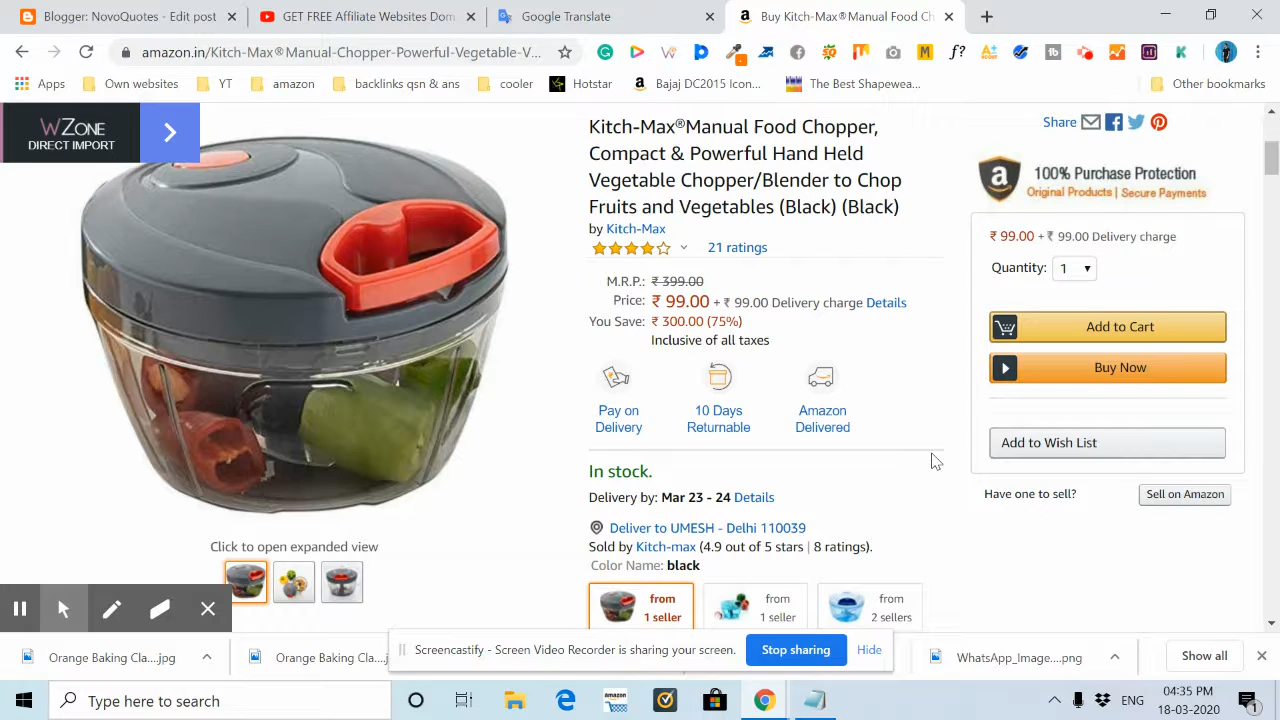 Blogger: NovoQuotes - Edit post
GET FREE Affiliate Websites Don
Google Translate
Buy Kitch-Max®Manual Food Ch
amazon.in/Kitch-Max®Manual-Chopper-Powerful-Vegetable-V...
Apps
Own websites
YT
amazon
backlinks qsn & ans
cooler
Hotstar
Bajaj DC2015 Icon...
The Best Shapewea...
Other bookmarks
WZONE
DIRECT IMPORT
Kitch-Max®Manual Food Chopper,
Compact & Powerful Hand Held
Vegetable Chopper/Blender to Chop
Fruits and Vegetables (Black) (Black)
by Kitch-Max
21 ratings
M.R.P.: ₹ 399.00
Price: ₹ 99.00 + ₹ 99.00 Delivery charge Details
You Save: ₹ 300.00 (75%)
Inclusive of all taxes
Pay on
Delivery
10 Days
Returnable
Amazon
Delivered
In stock.
Delivery by: Mar 23 - 24 Details
Deliver to UMESH - Delhi 110039
Sold by Kitch-max (4.9 out of 5 stars | 8 ratings).
Color Name: black
from
1 seller
from
1 seller
from
2 sellers
Share
100% Purchase Protection
Original Products | Secure Payments
₹ 99.00 + ₹ 99.00 Delivery charge
Quantity: 1
Add to Cart
Buy Now
Add to Wish List
Have one to sell?
Sell on Amazon
Click to open expanded view
Orange Baking Cla....jpg
Orange Baking Cla....j
Screencastify - Screen Video Recorder is sharing your screen.
Stop sharing
Hide
WhatsApp_Image....png
Show all
Type here to search
ENG
04:35 PM
18-03-2020